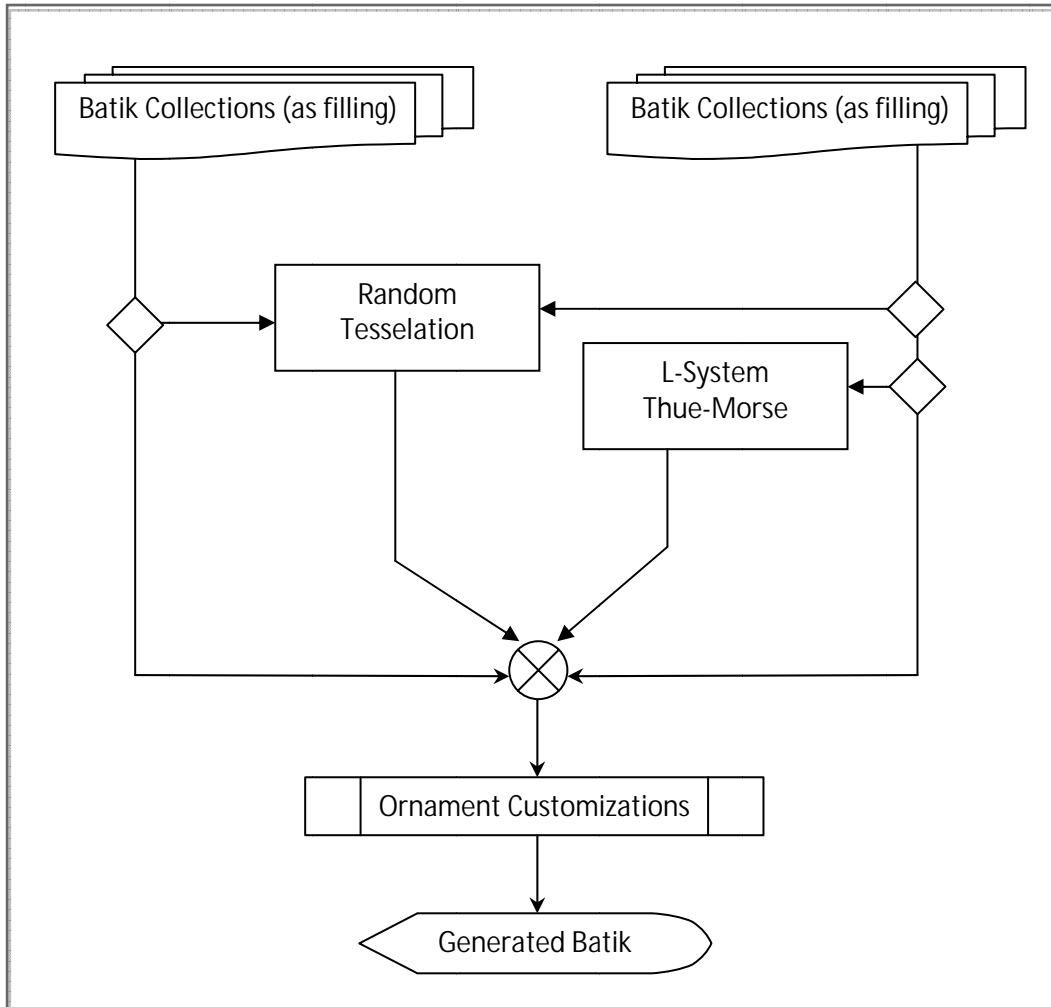 Batik Collections (as filling)
Batik Collections (as filling)
Random
Tesselation
L-System
Thue-Morse
Ornament Customizations
Generated Batik